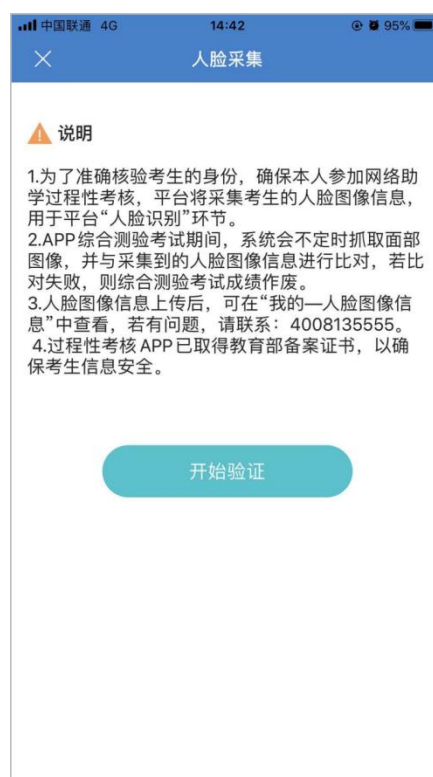 中国联通 4G 14:42 95%
人脸采集
说明
1.为了准确核验考生的身份，确保本人参加网络助
学过程性考核，平台将采集考生的人脸图像信息，
用于平台“人脸识别”环节。
2.APP综合测验考试期间，系统会不定时抓取面部
图像，并与采集到的人脸图像信息进行比对，若比
对失败，则综合测验考试成绩作废。
3.人脸图像信息上传后，可在“我的—人脸图像信
息”中查看，若有问题，请联系：4008135555。
4.过程性考核APP已取得教育部备案证书，以确
保考生信息安全。
开始验证